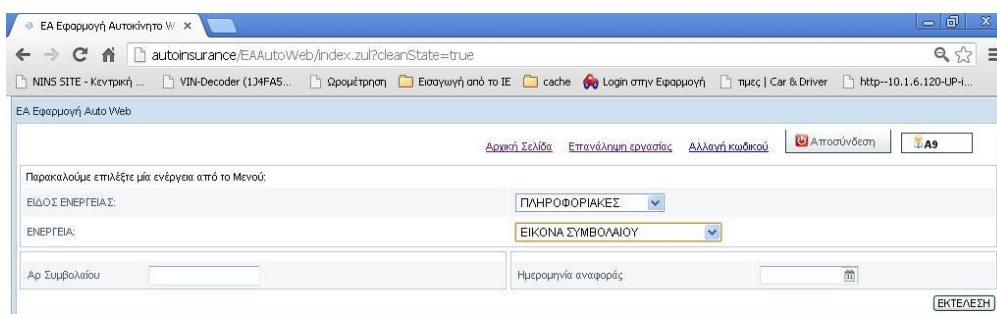 ΕΑ Εφαρμογή Αυτοκίνητο W
autoinsurance/EAAutoWeb/index.zul?cleanState=true
NINS SITE - Κεντρική ... VIN-Decoder (1J4FA5... Ωρομέτρηση Εισαγωγή από το IE cache Login στην Εφαρμογή τιμες | Car & Driver http--10.1.6.120-UP-i...
ΕΑ Εφαρμογή Auto Web
Αρχική Σελίδα Επανάληψη εργασίας Αλλαγή κωδικού Αποσύνδεση A9
Παρακαλούμε επιλέξτε μία ενέργεια από το Μενού:
ΕΙΔΟΣ ΕΝΕΡΓΕΙΑΣ: ΠΛΗΡΟΦΟΡΙΑΚΕΣ
ΕΝΕΡΓΕΙΑ: ΕΙΚΟΝΑ ΣΥΜΒΟΛΑΙΟΥ
Αρ Συμβολαίου Ημερομηνία αναφοράς
ΕΚΤΕΛΕΣΗ